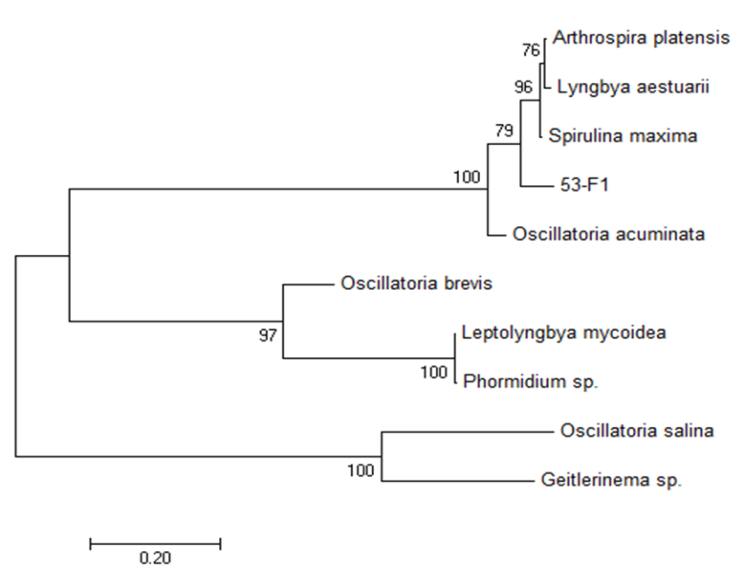 Arthrospira platensis
76
Lyngbya aestuarii
96
Spirulina maxima
79
53-F1
100
Oscillatoria acuminata
Oscillatoria brevis
97
Leptolyngbya mycoidea
100
Phormidium sp.
Oscillatoria salina
100
Geitlerinema sp.
0.20